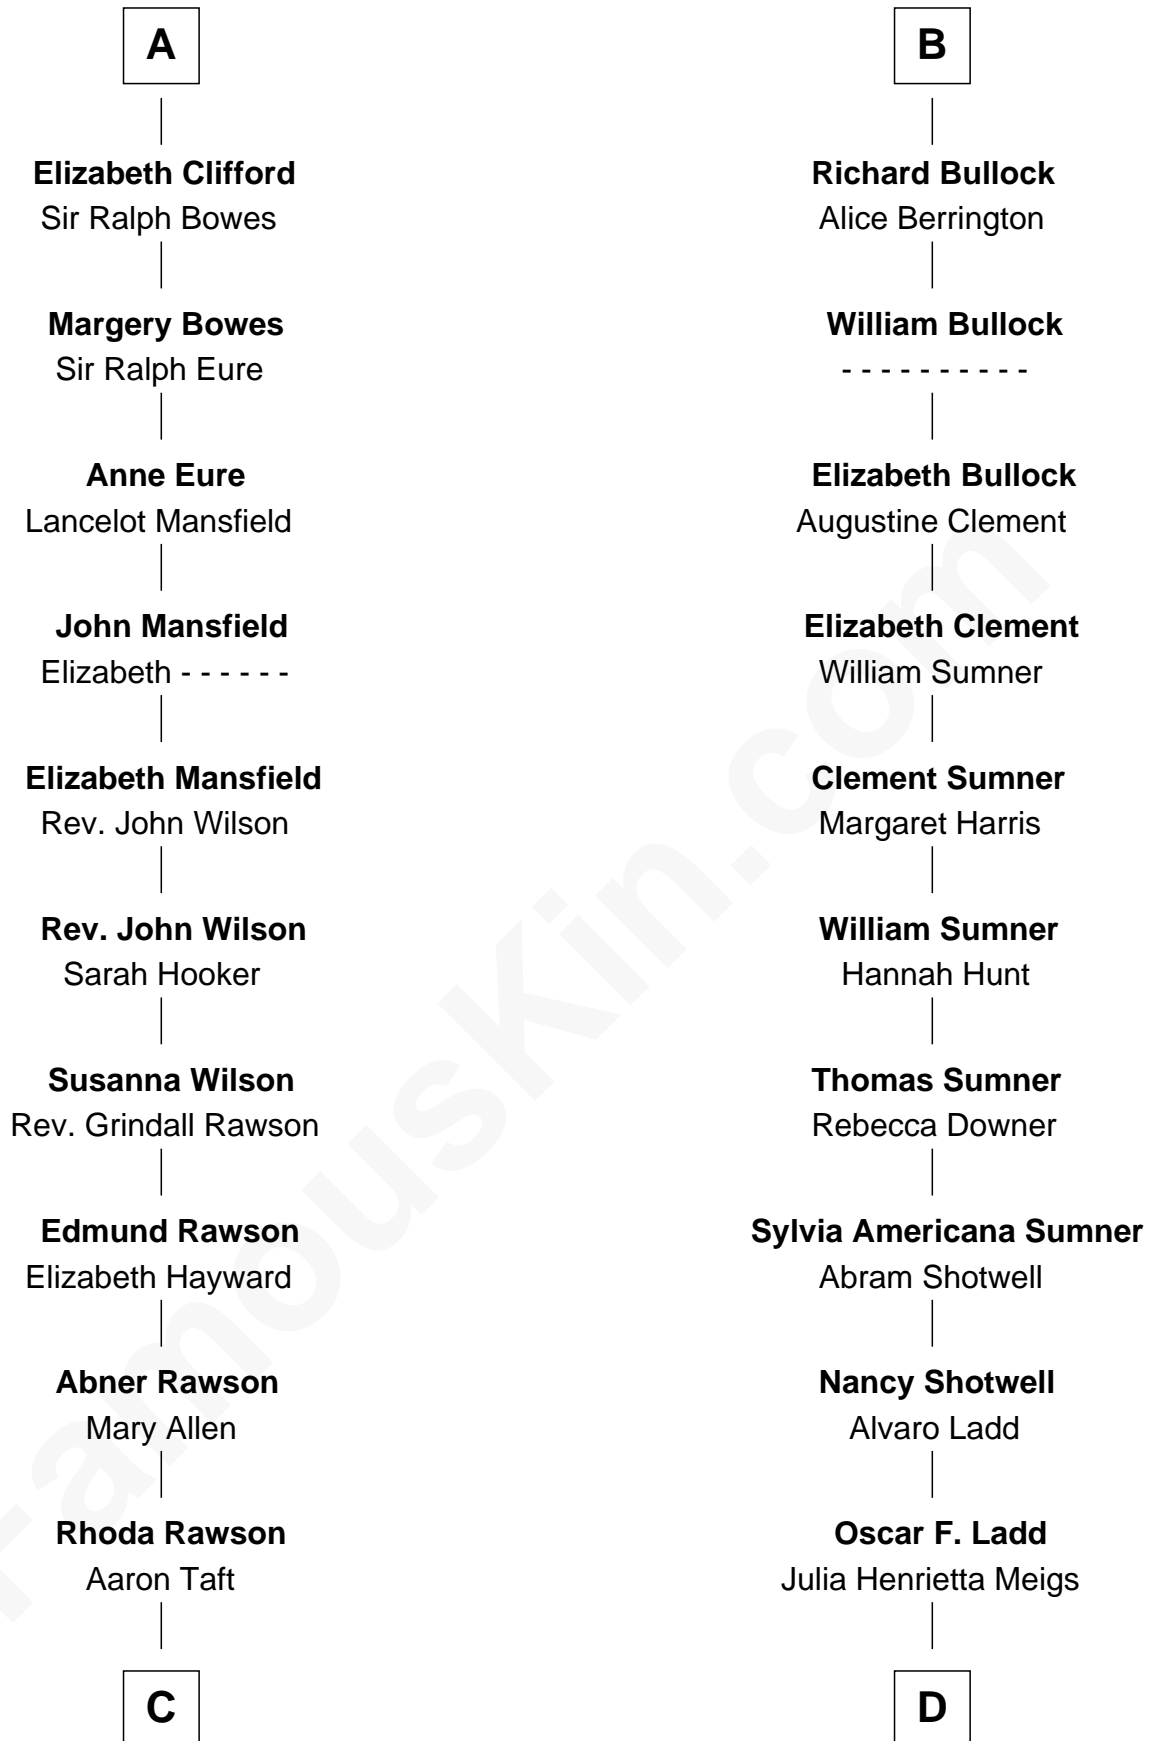 A
Elizabeth Clifford
Sir Ralph Bowes
Margery Bowes
Sir Ralph Eure
Anne Eure
Lancelot Mansfield
John Mansfield
Elizabeth - - - - - -
Elizabeth Mansfield
Rev. John Wilson
Rev. John Wilson
Sarah Hooker
Susanna Wilson
Rev. Grindall Rawson
Edmund Rawson
Elizabeth Hayward
Abner Rawson
Mary Allen
Rhoda Rawson
Aaron Taft
C
B
Richard Bullock
Alice Berrington
William Bullock
- - - - - - - - - -
Elizabeth Bullock
Augustine Clement
Elizabeth Clement
William Sumner
Clement Sumner
Margaret Harris
William Sumner
Hannah Hunt
Thomas Sumner
Rebecca Downer
Sylvia Americana Sumner
Abram Shotwell
Nancy Shotwell
Alvaro Ladd
Oscar F. Ladd
Julia Henrietta Meigs
D
FamousKin.com